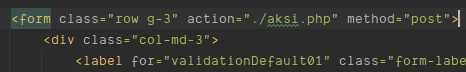 <form class="row g-3" action="./aksi.php" method="post">
<div class="col-md-3">
<label for="validationDefault01" class="form-labe